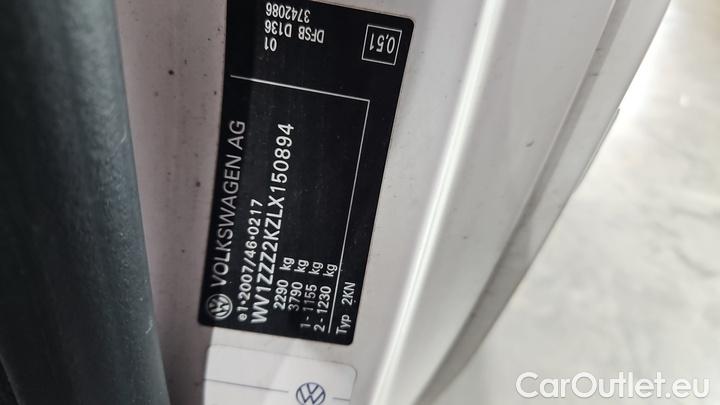 VOLKSWAGEN AG
e1*2007/46*0217
WV1ZZZ2KZLX150894
2290 kg
3790 kg
1 - 1155 kg
2 - 1230 kg
Typ 2KN
01
DFSB D136
3742086
0,51
CarOutlet.eu